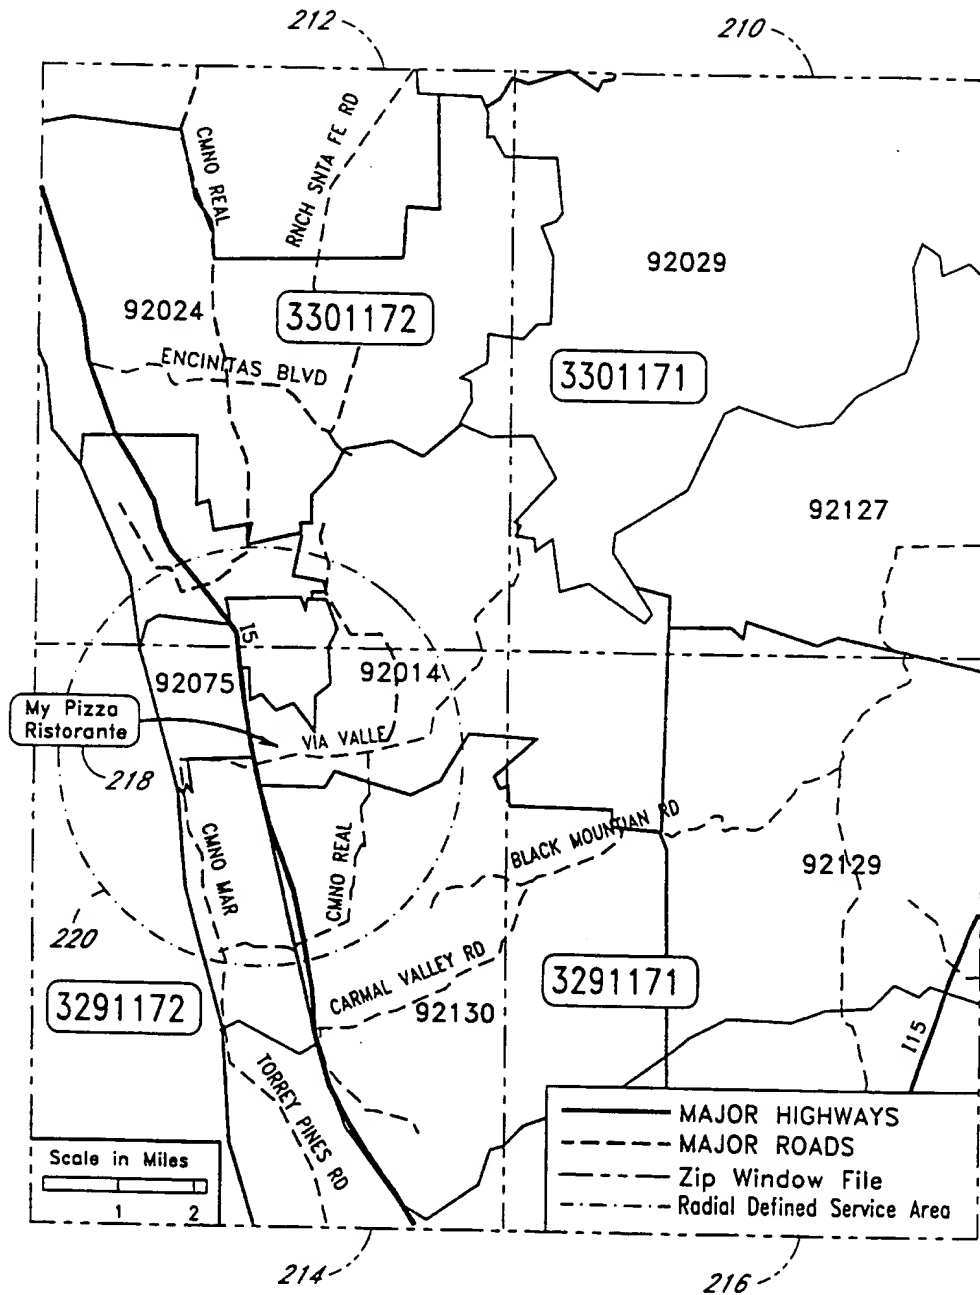 212
210
CMNO REAL
RNCH SNTA FE RD
92029
92024
3301172
3301171
ENCINITAS BLVD
92127
I5
92075
92014
My Pizza
Ristorante
VIA VALLE
218
BLACK MOUNTIAN RD
CMNO MAR
CMNO REAL
92129
220
3291172
CARMAL VALLEY RD
3291171
92130
I15
TORREY PINES RD
MAJOR HIGHWAYS
MAJOR ROADS
Zip Window File
Radial Defined Service Area
Scale in Miles
1 2
214
216